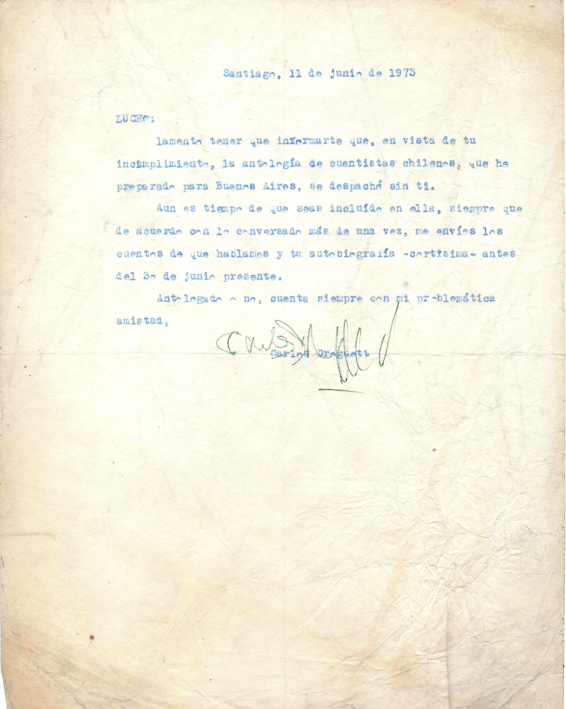 Santiago, 11 de junio de 1973
LUCHO:
lamento tener que informarte que, en vista de tu
incumplimiento, la antología de cuentistas chilenos, que he
preparado para Buenos Aires, se despachó sin ti.
Aun es tiempo de que seas incluído en ella, siempre que
de acuerdo con lo conversado más de una vez, me envíes los
cuentos de que hablamos y tu autobiografía -cortísima- antes
del 30 de junio presente.
Antologado o no, cuenta siempre con mi problemática
amistad,
Carlos Droguett